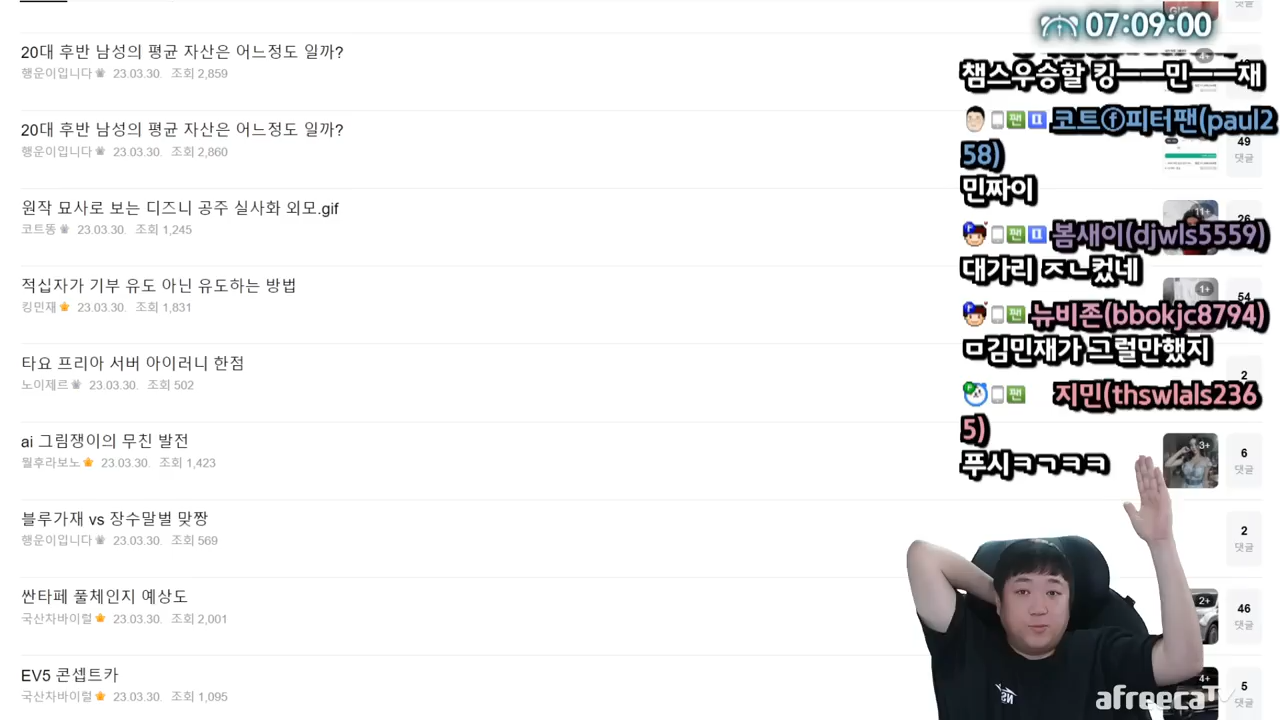 20대 후반 남성의 평균 자산은 어느정도 일까?
행운이입니다 23.03.30. 조회 2,859
20대 후반 남성의 평균 자산은 어느정도 일까?
행운이입니다 23.03.30. 조회 2,860
49
댓글
원작 묘사로 보는 디즈니 공주 실사화 외모.gif
코트똥 23.03.30. 조회 1,245
11+
26
적십자가 기부 유도 아닌 유도하는 방법
킹민재 23.03.30. 조회 1,831
1+
54
타요 프리아 서버 아이러니 한점
노이제르 23.03.30. 조회 502
2
ai 그림쟁이의 무친 발전
월후라보노 23.03.30. 조회 1,423
3+
6
댓글
블루가재 vs 장수말벌 맞짱
행운이입니다 23.03.30. 조회 569
2
댓글
싼타페 풀체인지 예상도
국산차바이럴 23.03.30. 조회 2,001
2+
46
댓글
EV5 콘셉트카
국산차바이럴 23.03.30. 조회 1,095
4+
5
댓글
07:09:00
챔스우승할 킹ㅡㅡ민ㅡㅡ재
코트ⓕ피터팬(paul2
58)
민짜이
봄새이(djwls5559)
대가리 ㅈㄴ컸네
뉴비존(bbokjc8794)
ㅁ김민재가 그럴만했지
지민(thswlals236
5)
푸시ㅋㄱㅋㅋ
afreecaTV